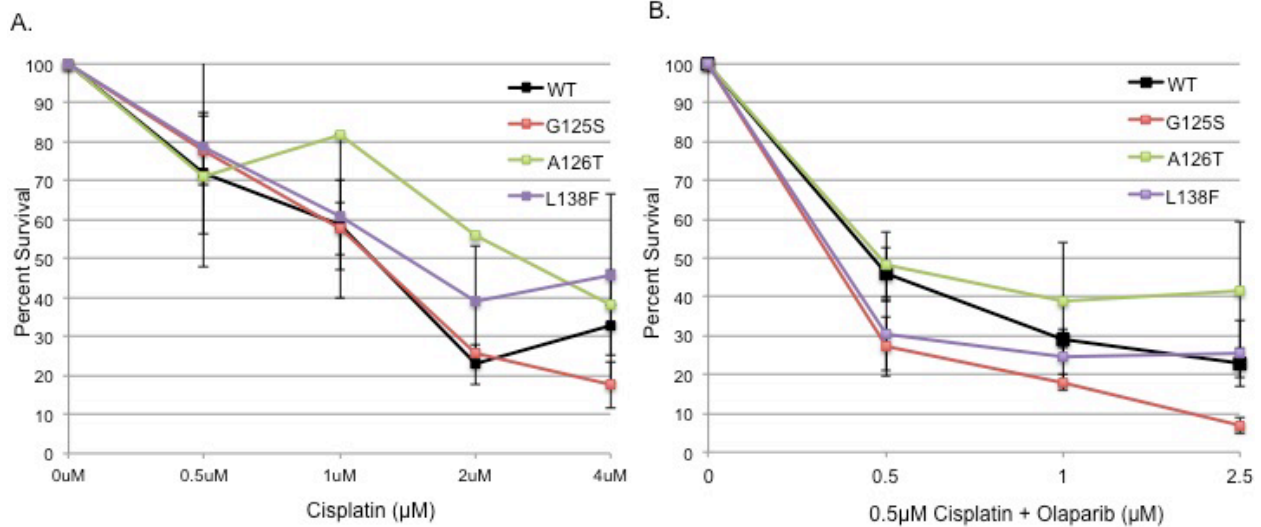 A.
100
90
80
70
60
50
40
30
20
10
0
Percent Survival
WT
G125S
A126T
L138F
0uM
0.5uM
1uM
2uM
4uM
Cisplatin (µM)
B.
100
90
80
70
60
50
40
30
20
10
0
Percent Survival
WT
G125S
A126T
L138F
0
0.5
1
2.5
0.5µM Cisplatin + Olaparib (µM)